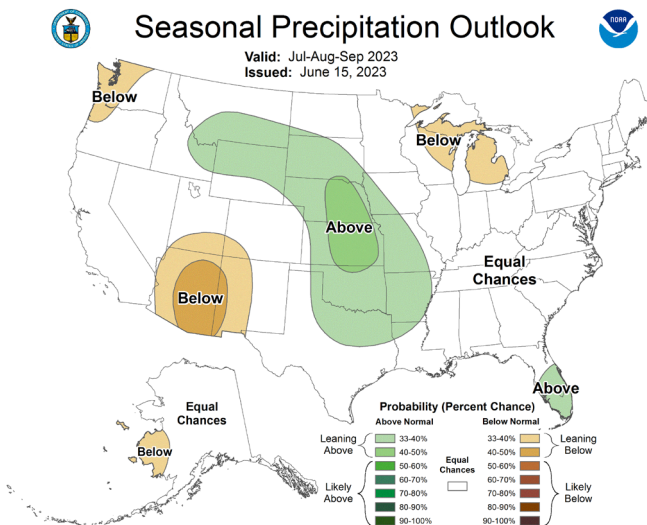 Seasonal Precipitation Outlook
NOAA
Valid: Jul-Aug-Sep 2023
Issued: June 15, 2023
Below
Below
Above
Equal
Chances
Below
Above
Equal
Chances
Below
Probability (Percent Chance)
Above Normal
Below Normal
Leaning
Above
33-40%
40-50%
Likely
Above
50-60%
60-70%
70-80%
80-90%
90-100%
Equal
Chances
33-40%
40-50%
Leaning
Below
50-60%
60-70%
70-80%
80-90%
90-100%
Likely
Below